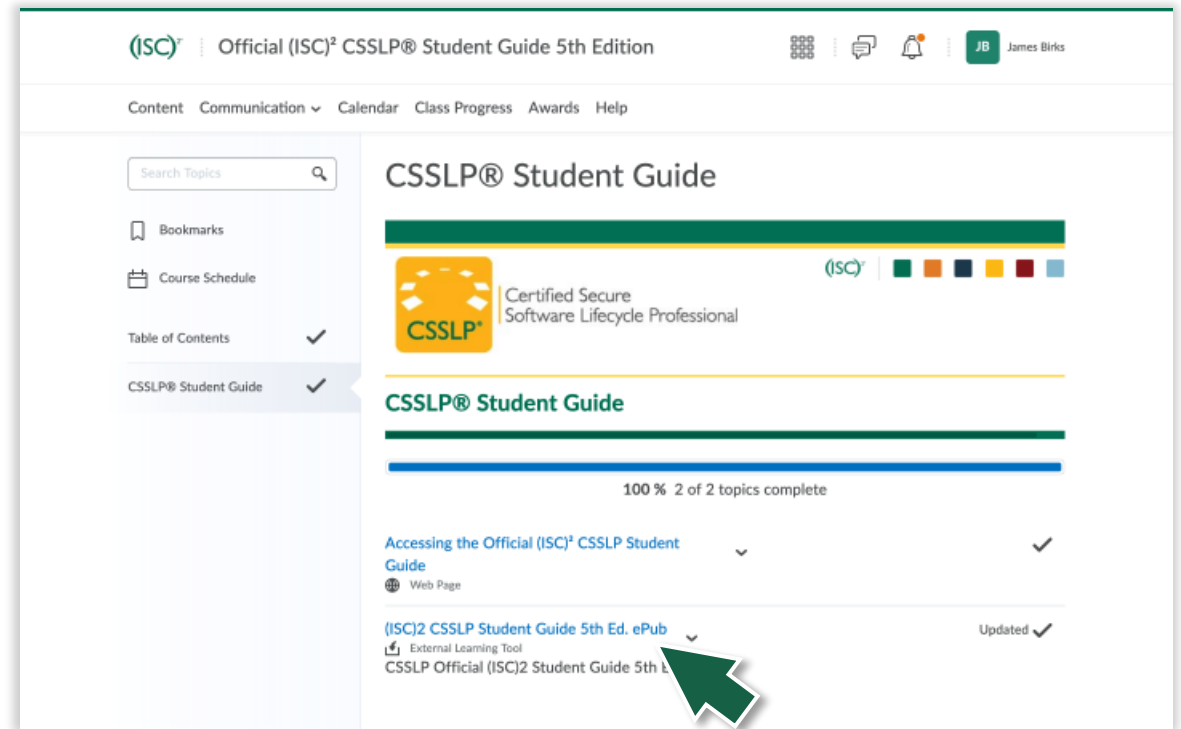 (ISC)² Official (ISC)² CSSLP® Student Guide 5th Edition JB James Birks
Content Communication Calendar Class Progress Awards Help
Search Topics
Bookmarks
Course Schedule
Table of Contents
CSSLP® Student Guide
CSSLP® Student Guide
(ISC)²
CSSLP®
Certified Secure
Software Lifecycle Professional
CSSLP® Student Guide
100 % 2 of 2 topics complete
Accessing the Official (ISC)² CSSLP Student
Guide
Web Page
(ISC)2 CSSLP Student Guide 5th Ed. ePub
Updated
External Learning Tool
CSSLP Official (ISC)2 Student Guide 5th